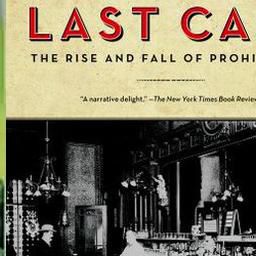 LAST CA
THE RISE AND FALL OF PROHI
"A narrative delight." —The New York Times Book Review